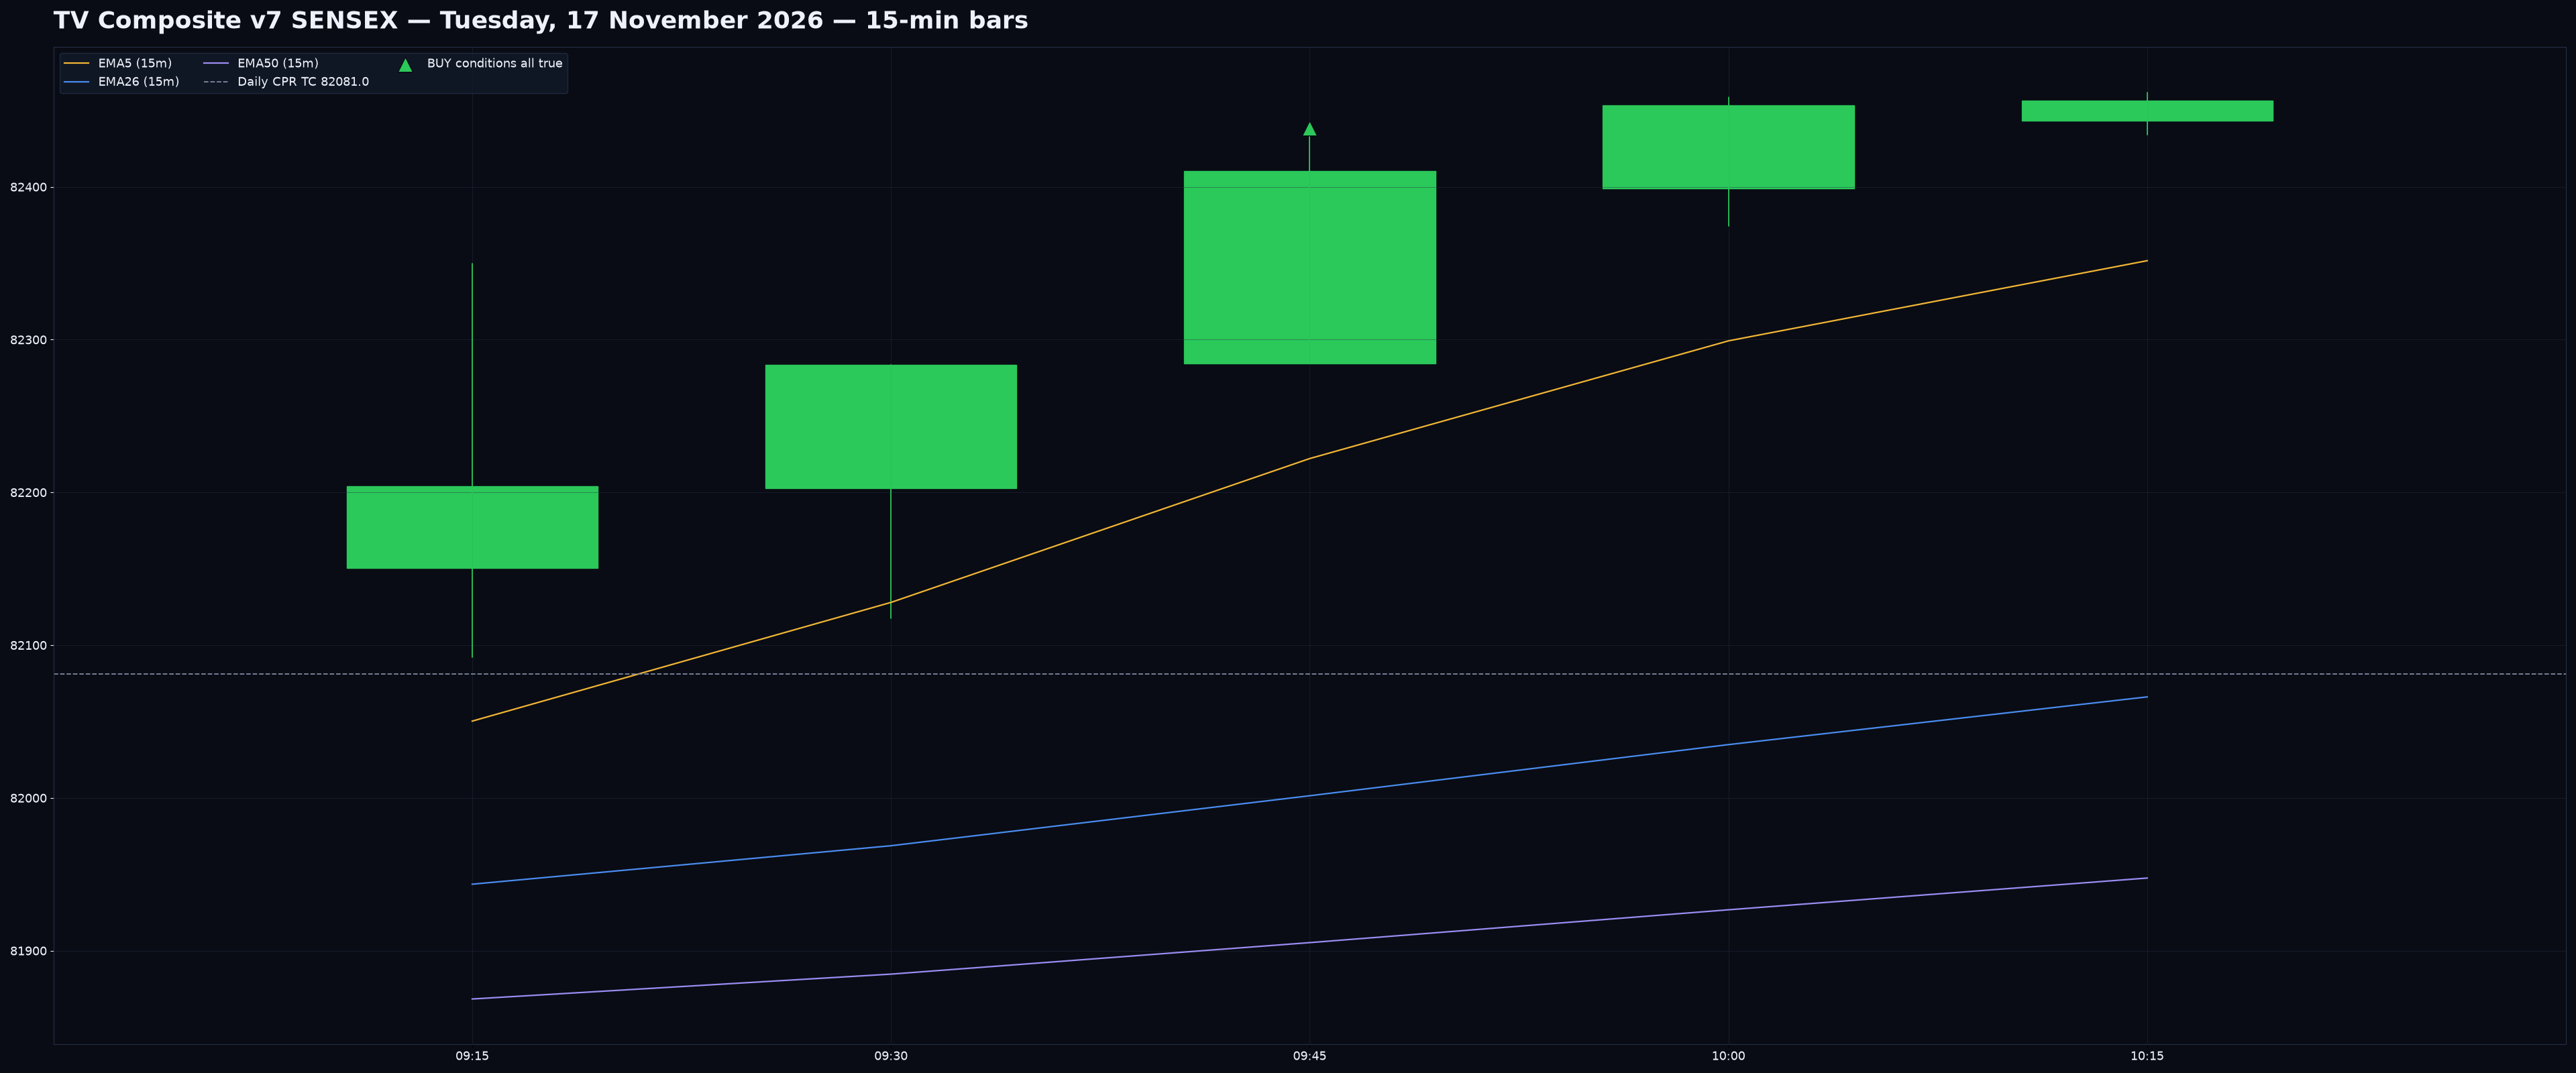 TV Composite v7 SENSEX — Tuesday, 17 November 2026 — 15-min bars
EMA5 (15m)
EMA26 (15m)
EMA50 (15m)
Daily CPR TC 82081.0
BUY conditions all true
82400
82300
82200
82100
82000
81900
09:15 09:30 09:45 10:00 10:15